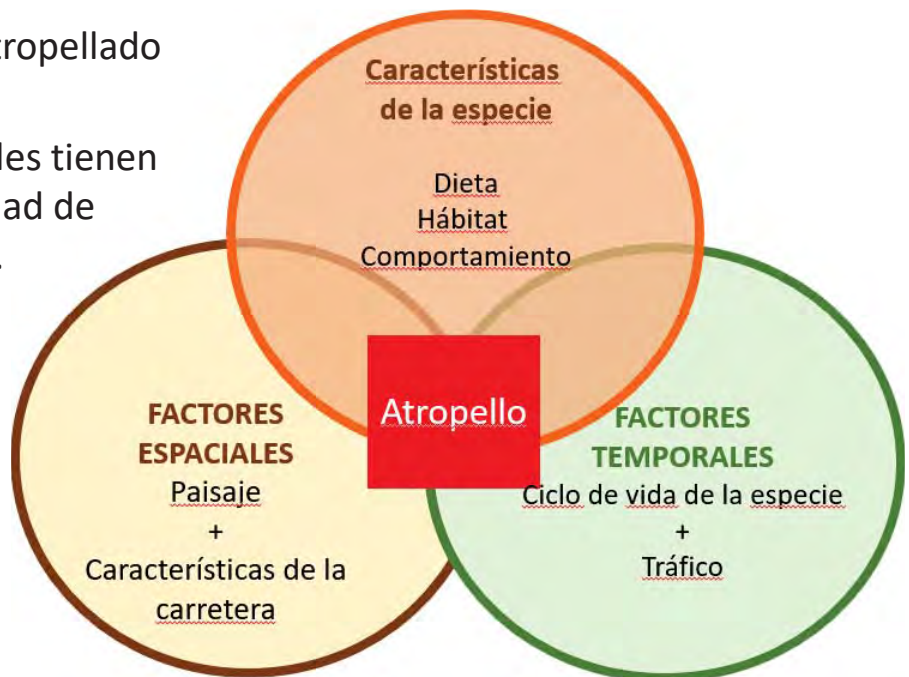 tropellado
les tienen
ad de
.
Características
de la especie
Dieta
Hábitat
Comportamiento
Atropello
FACTORES
ESPACIALES
Paisaje
+
Características de la
carretera
FACTORES
TEMPORALES
Ciclo de vida de la especie
+
Tráfico